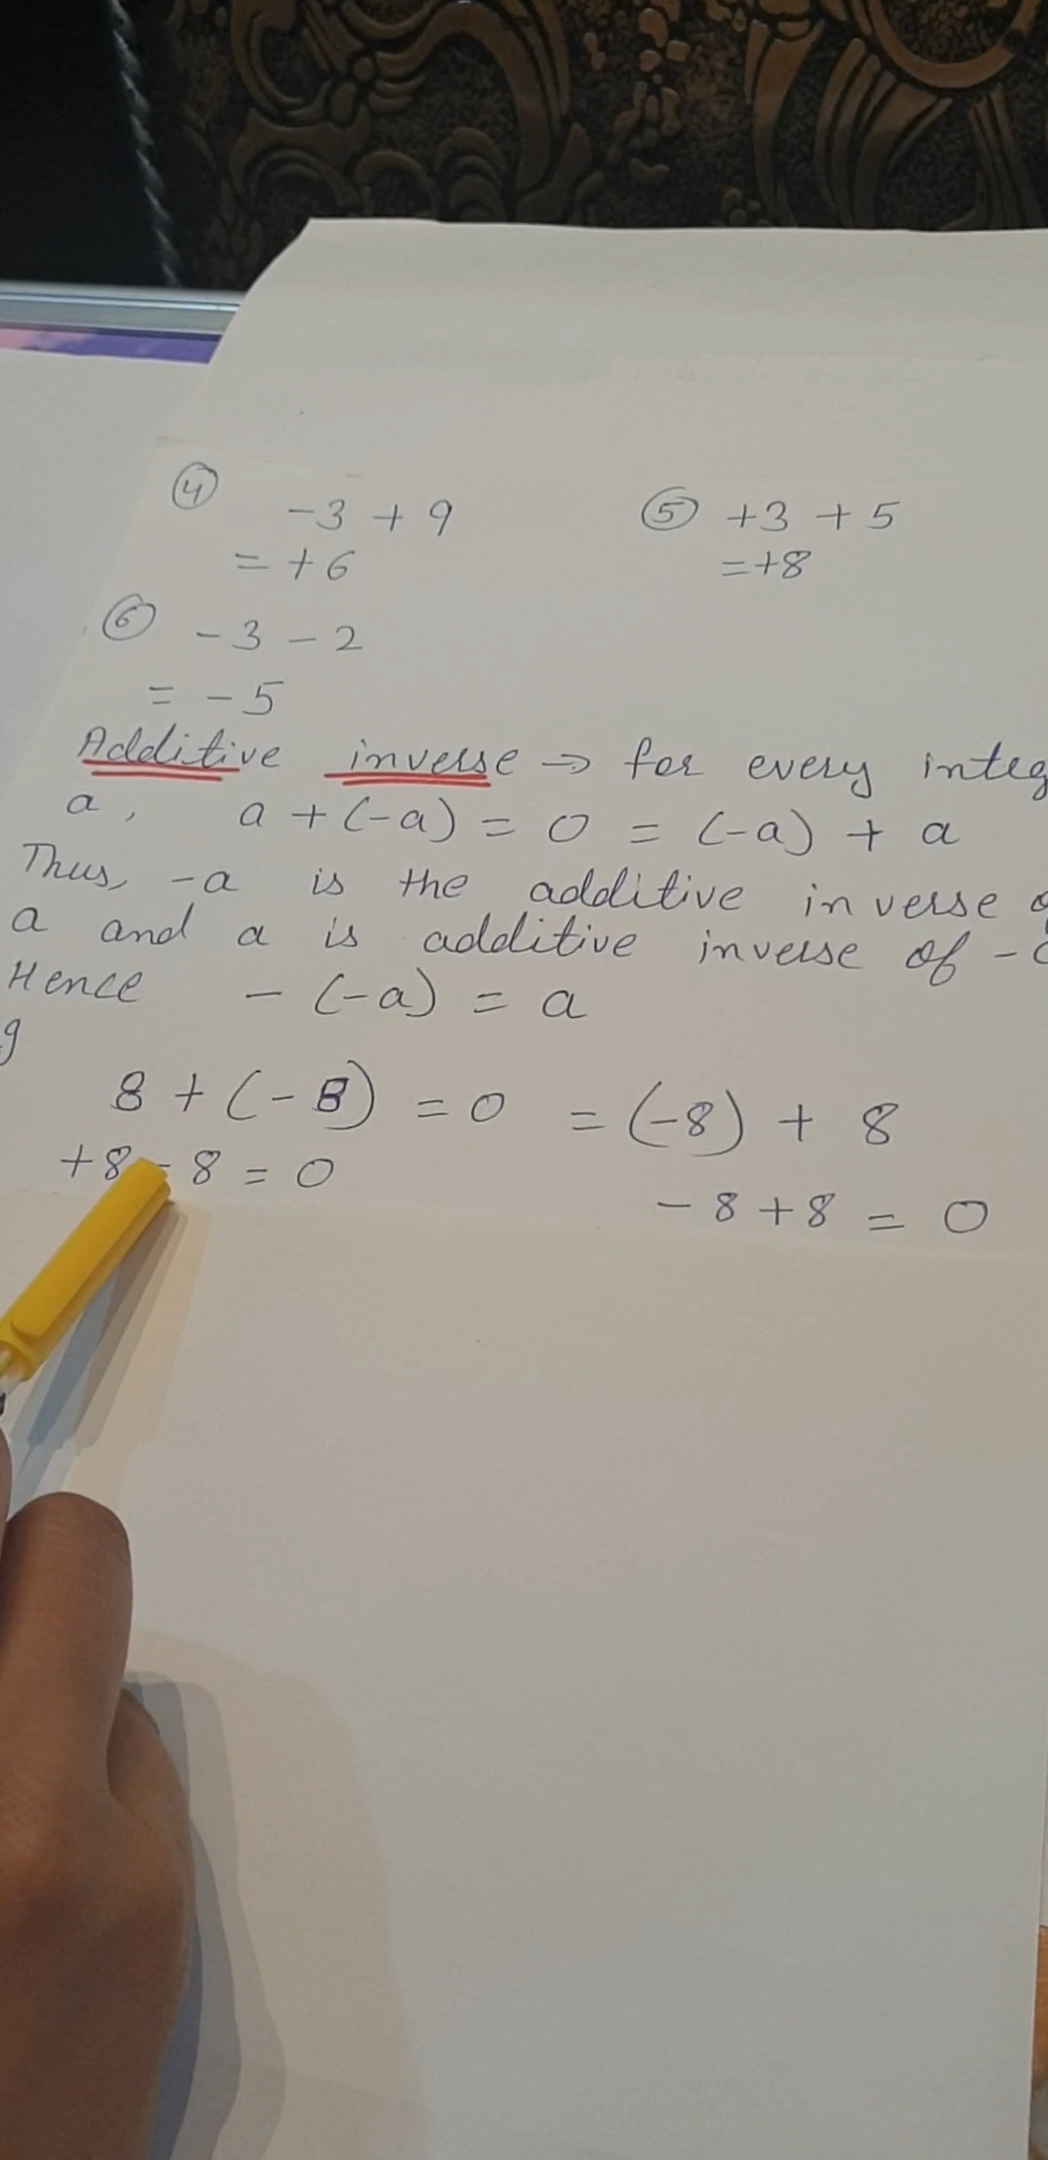 ④ -3 + 9
= +6
⑤ +3 + 5
= +8
⑥ -3 - 2
= -5
Additive inverse ⇒ for every
a, a + (-a) = 0 = (-a) + a
Thus, -a is the additive inverse
a and a is additive inverse of -
Hence - (-a) = a
8 + (-8) = 0 = (-8) + 8
+8 - 8 = 0
-8 + 8 = 0